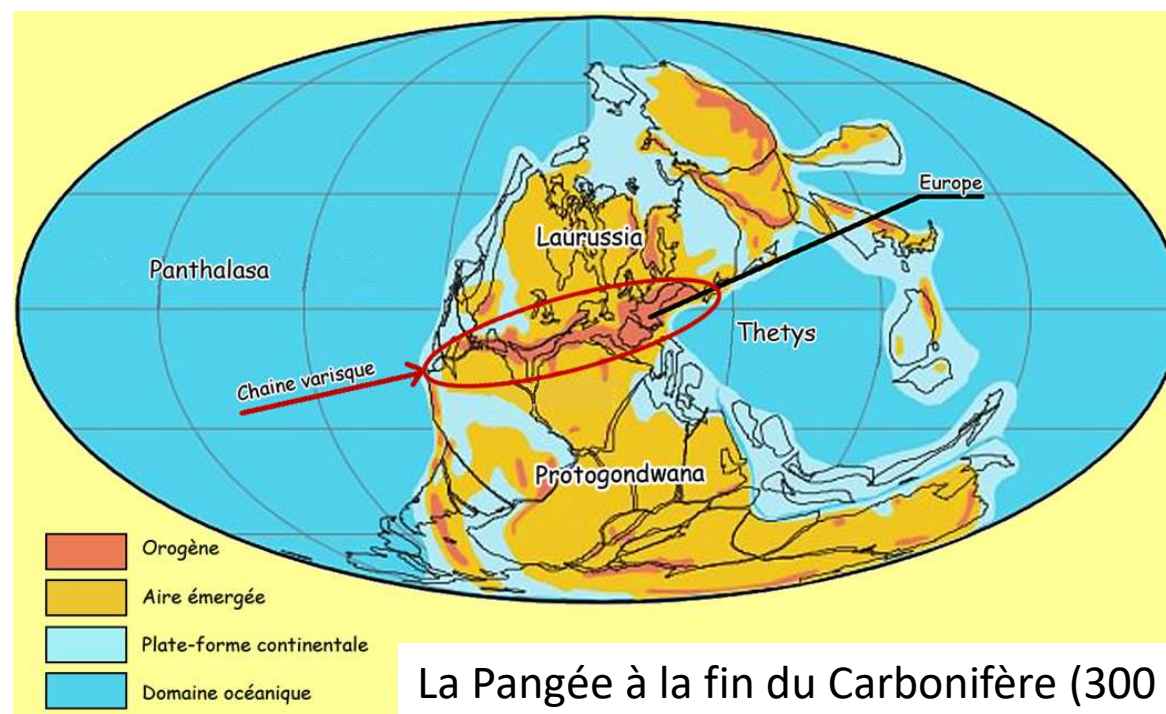 Europe
Laurussia
Panthalasa
Thetys
Chaine varisque
Protogondwana
Orogène
Aire émergée
Plate-forme continentale
Domaine océanique
La Pangée à la fin du Carbonifère (300